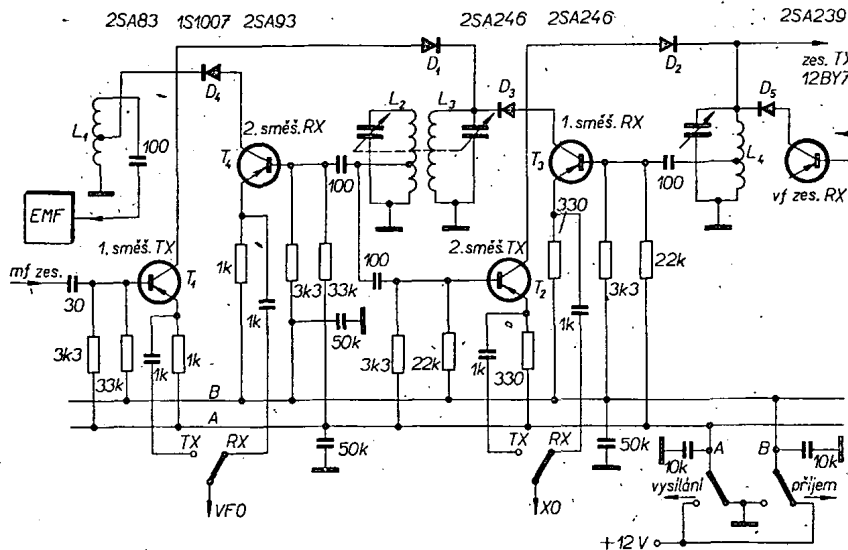 2SA83 1S1007 2SA93 2SA246 2SA246 2SA239
D1 D2
zes. TX
12BY7
D4 D3 D5
L1 100
2. směš. RX L2 L3 1. směš. RX L4
T4 T3
100 100
vf zes. RX
EMF
330
1. směš. TX 2. směš. TX
mf zes. T1 1k 3k3 33k 100 T2 3k3 22k
30
1k 50k 1k
3k3 33k 1k 1k 3k3 22k 1k 330
B
A
TX RX 50k TX RX 50k 10k A B 10k
vysílání příjem
VFO XO
+12V